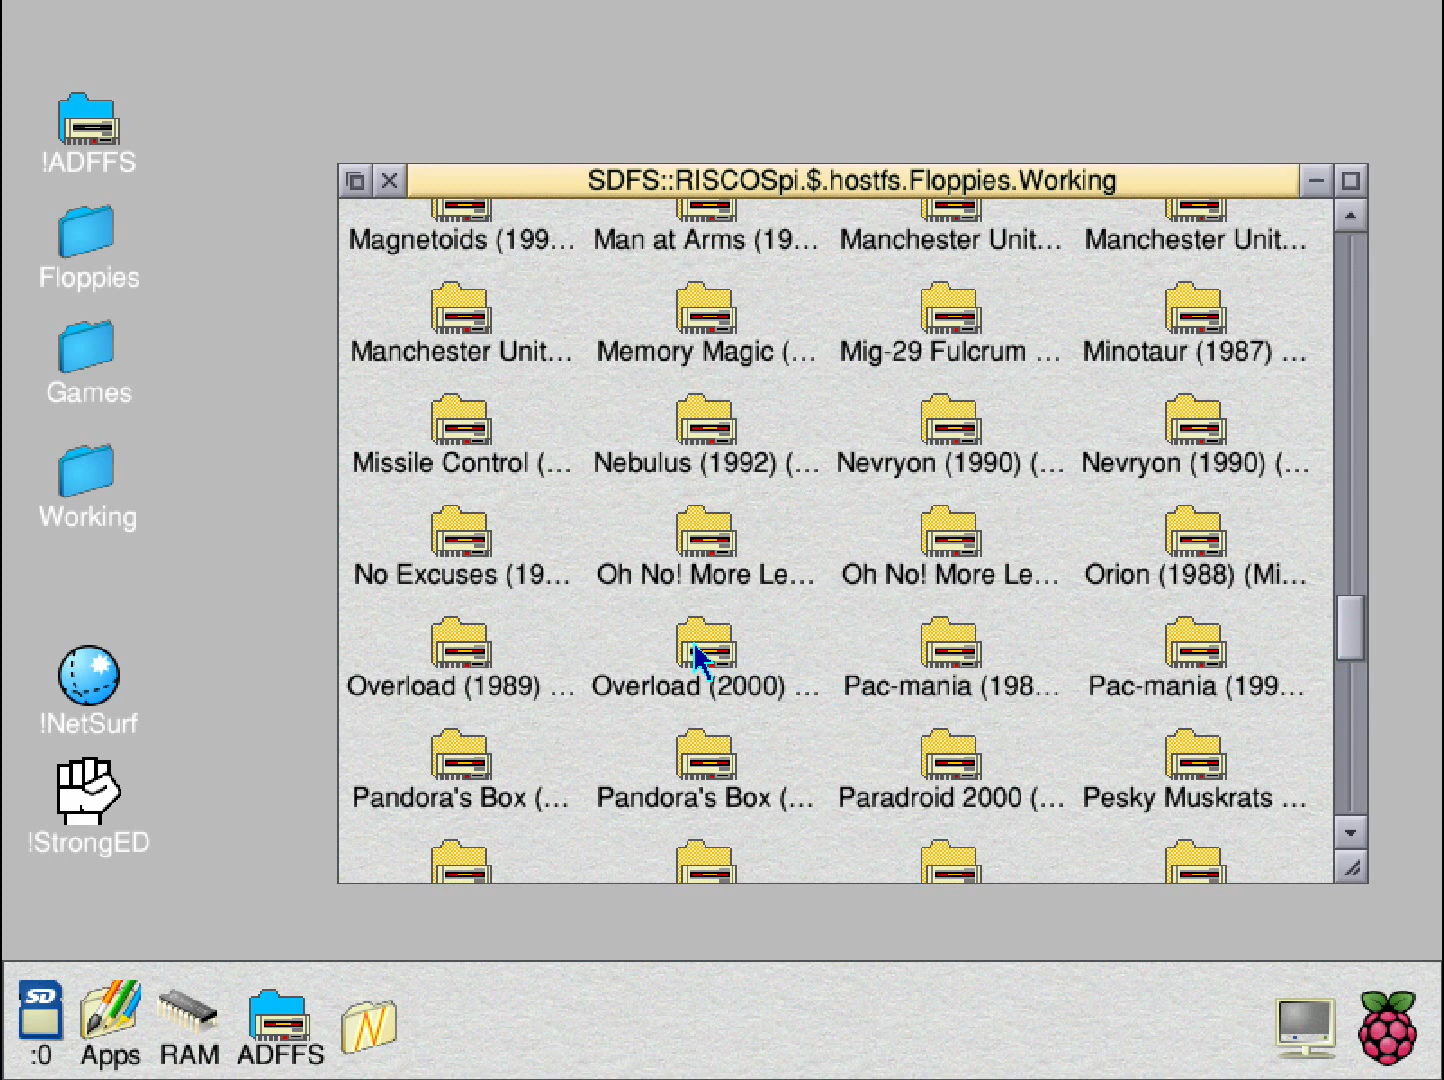 !ADFFS
Floppies
Games
Working
!NetSurf
!StrongED
SDFS::RISCOSpi.$.hostfs.Floppies.Working
Magnetoids (199... Man at Arms (19... Manchester Unit... Manchester Unit...
Manchester Unit... Memory Magic (... Mig-29 Fulcrum ... Minotaur (1987) ...
Missile Control (... Nebulus (1992) (... Nevryon (1990) (... Nevryon (1990) (...
No Excuses (19... Oh No! More Le... Oh No! More Le... Orion (1988) (Mi...
Overload (1989) ... Overload (2000) ... Pac-mania (198... Pac-mania (199...
Pandora's Box (... Pandora's Box (... Paradroid 2000 (... Pesky Muskrats ...
SD
:0 Apps RAM ADFFS